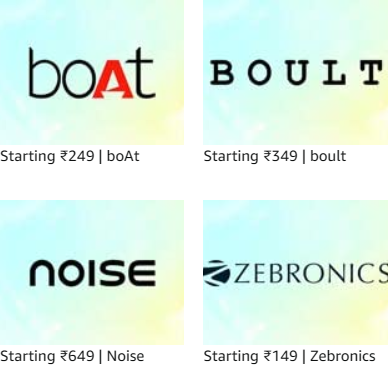 boAt
BOULT
Starting ₹249 | boAt
Starting ₹349 | boult
NOISE
ZEBRONICS
Starting ₹649 | Noise
Starting ₹149 | Zebronics